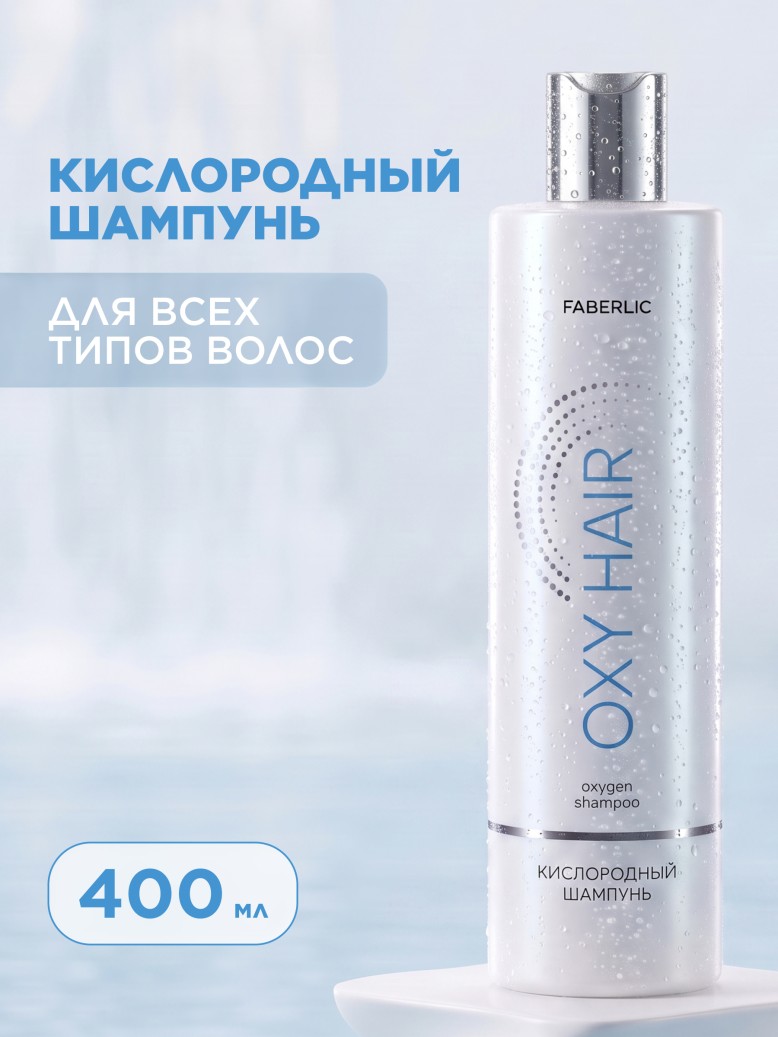 КИСЛОРОДНЫЙ
ШАМПУНЬ
ДЛЯ ВСЕХ
ТИПОВ ВОЛОС
FABERLIC
OXY HAIR
oxygen
shampoo
КИСЛОРОДНЫЙ
ШАМПУНЬ
400 мл